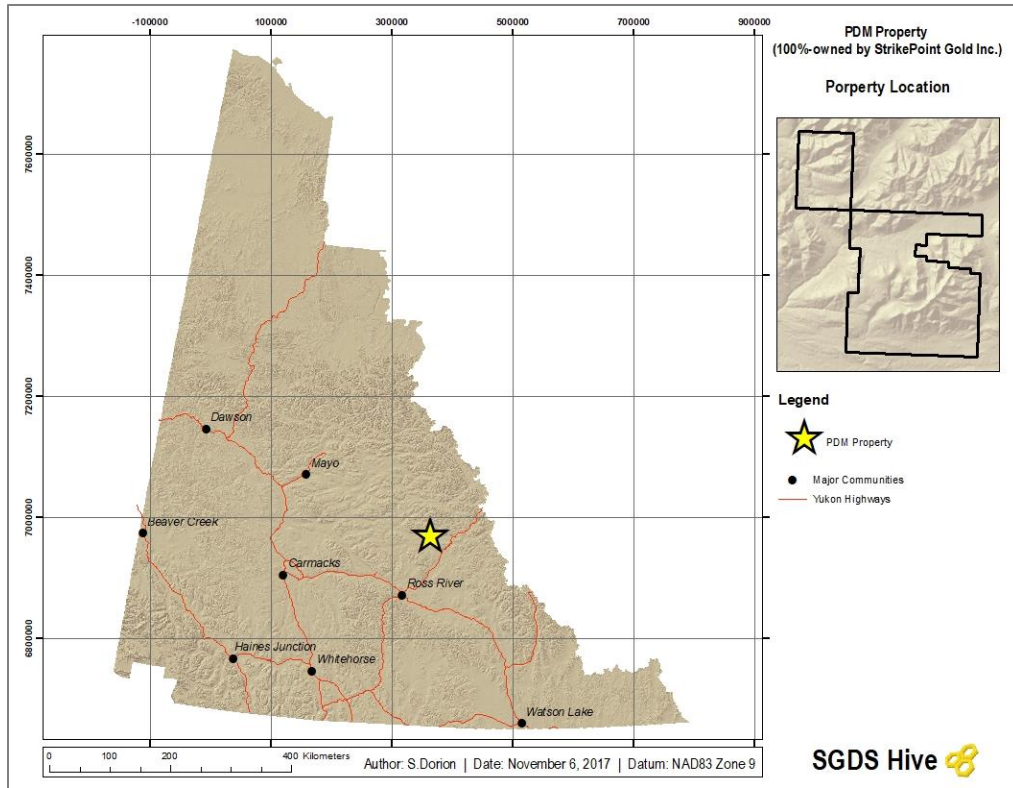 -100000 100000 300000 500000 700000 900000
PDM Property
(100%-owned by StrikePoint Gold Inc.)
Porperty Location
7600000
7400000
7200000
7000000
6800000
Dawson
Mayo
Beaver Creek
Carmacks
Ross River
Haines Junction
Whitehorse
Watson Lake
Legend
PDM Property
Major Communities
Yukon Highways
0 100 200 400 Kilometers
Author: S.Dorion | Date: November 6, 2017 | Datum: NAD83 Zone 9
SGDS Hive